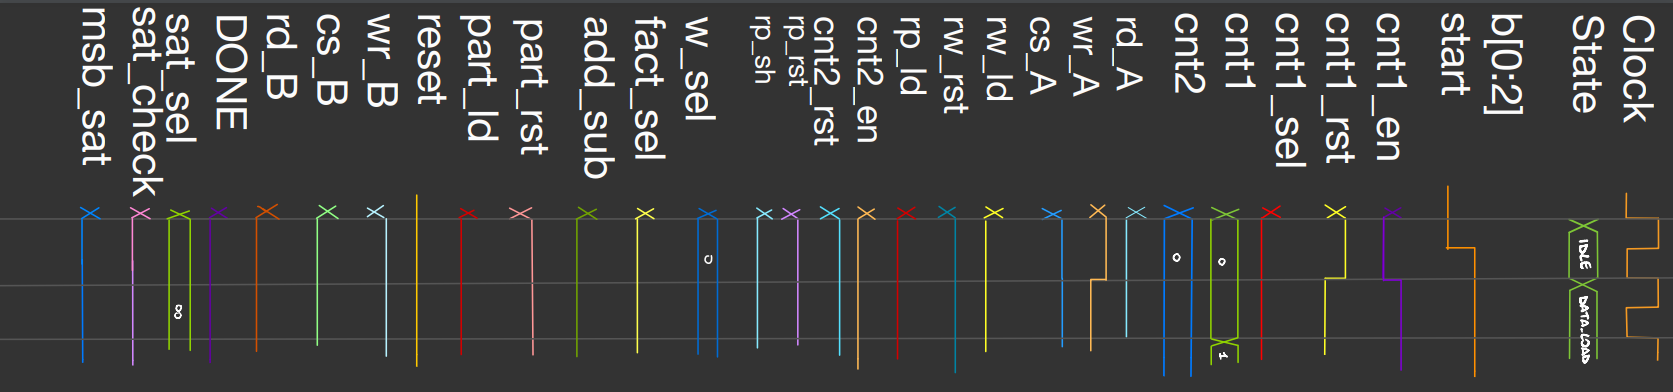 Clock
State
IDLE
DATA.LOAD
b[0:2]
start
cnt1_en
cnt1_rst
cnt1_sel
cnt1
0
1
cnt2
0
rd_A
wr_A
cs_A
rw_ld
rw_rst
rp_ld
cnt2_en
cnt2_rst
rp_rst
rp_sh
w_sel
0
fact_sel
add_sub
part_rst
part_ld
reset
wr_B
cs_B
rd_B
DONE
sat_sel
8
sat_check
msb_sat